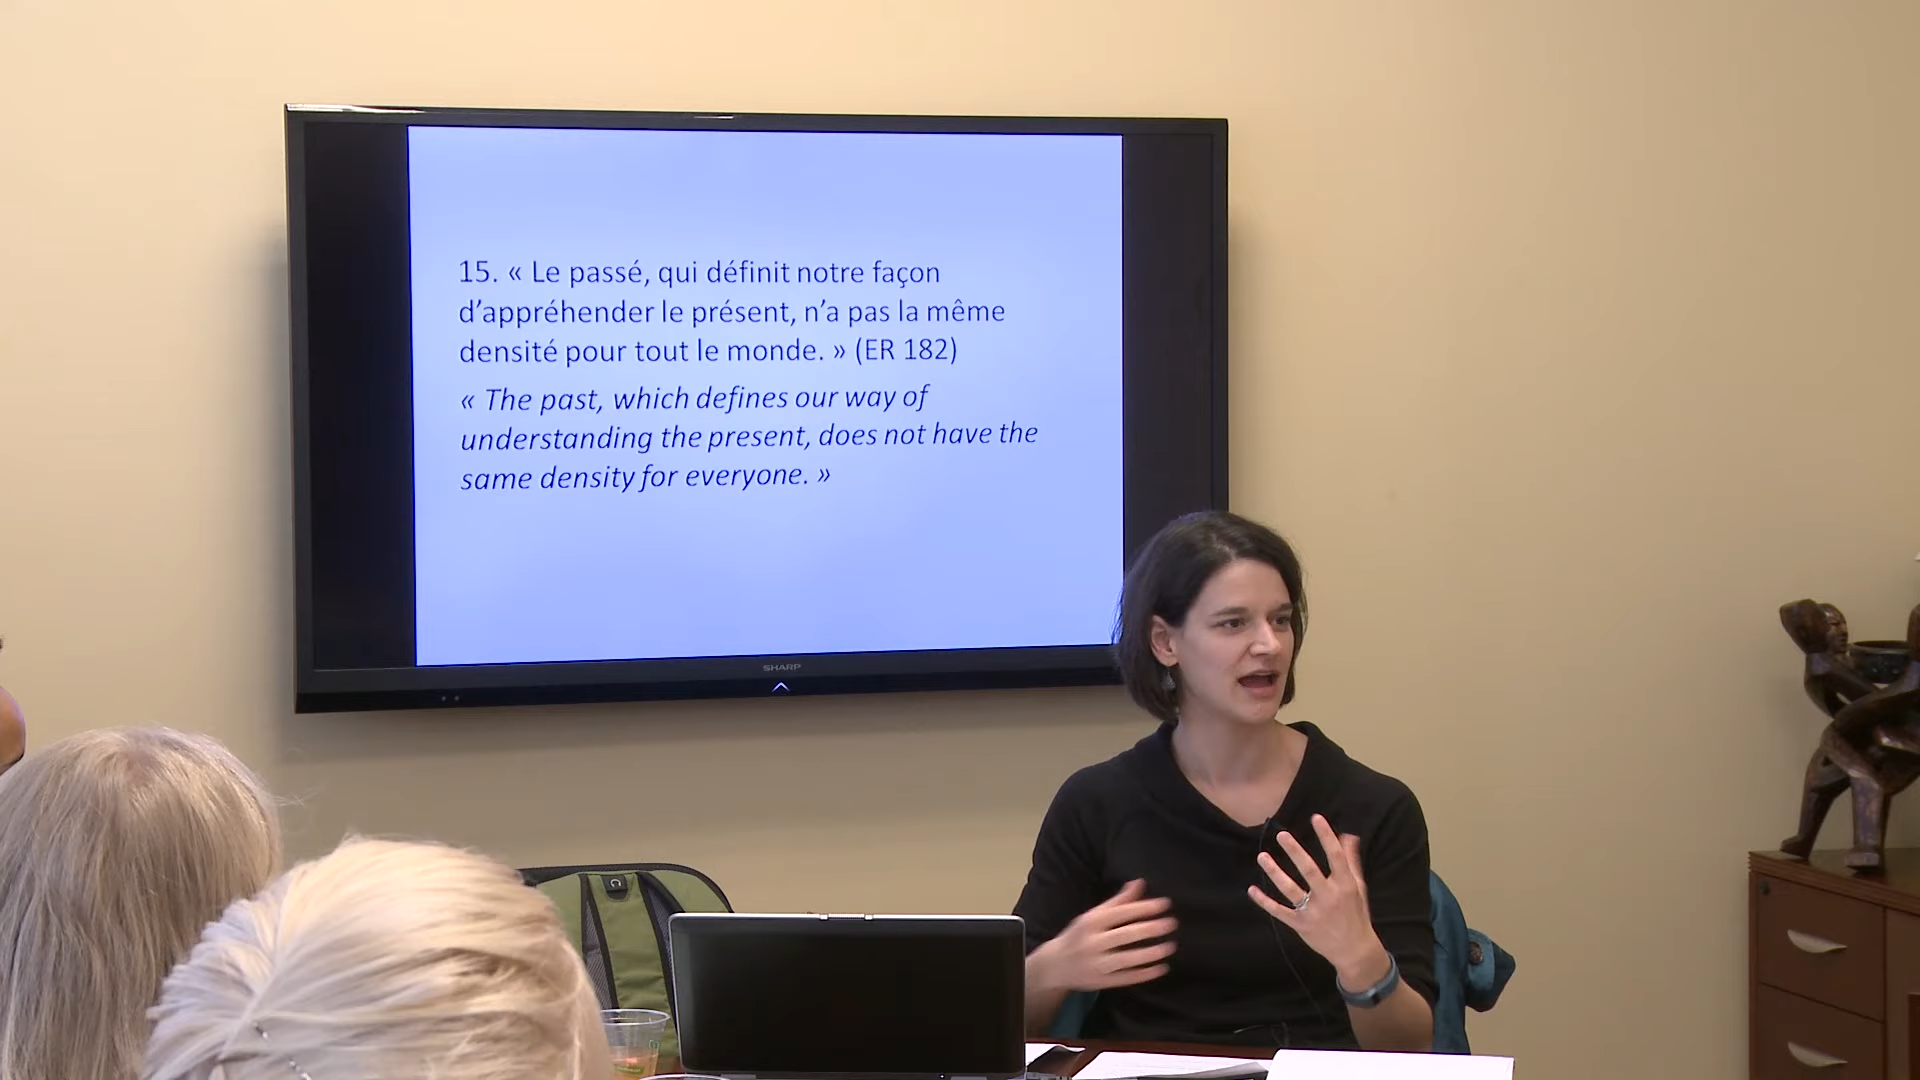 15. « Le passé, qui définit notre façon
d’appréhender le présent, n’a pas la même
densité pour tout le monde. » (ER 182)
« The past, which defines our way of
understanding the present, does not have the
same density for everyone. »
SHARP